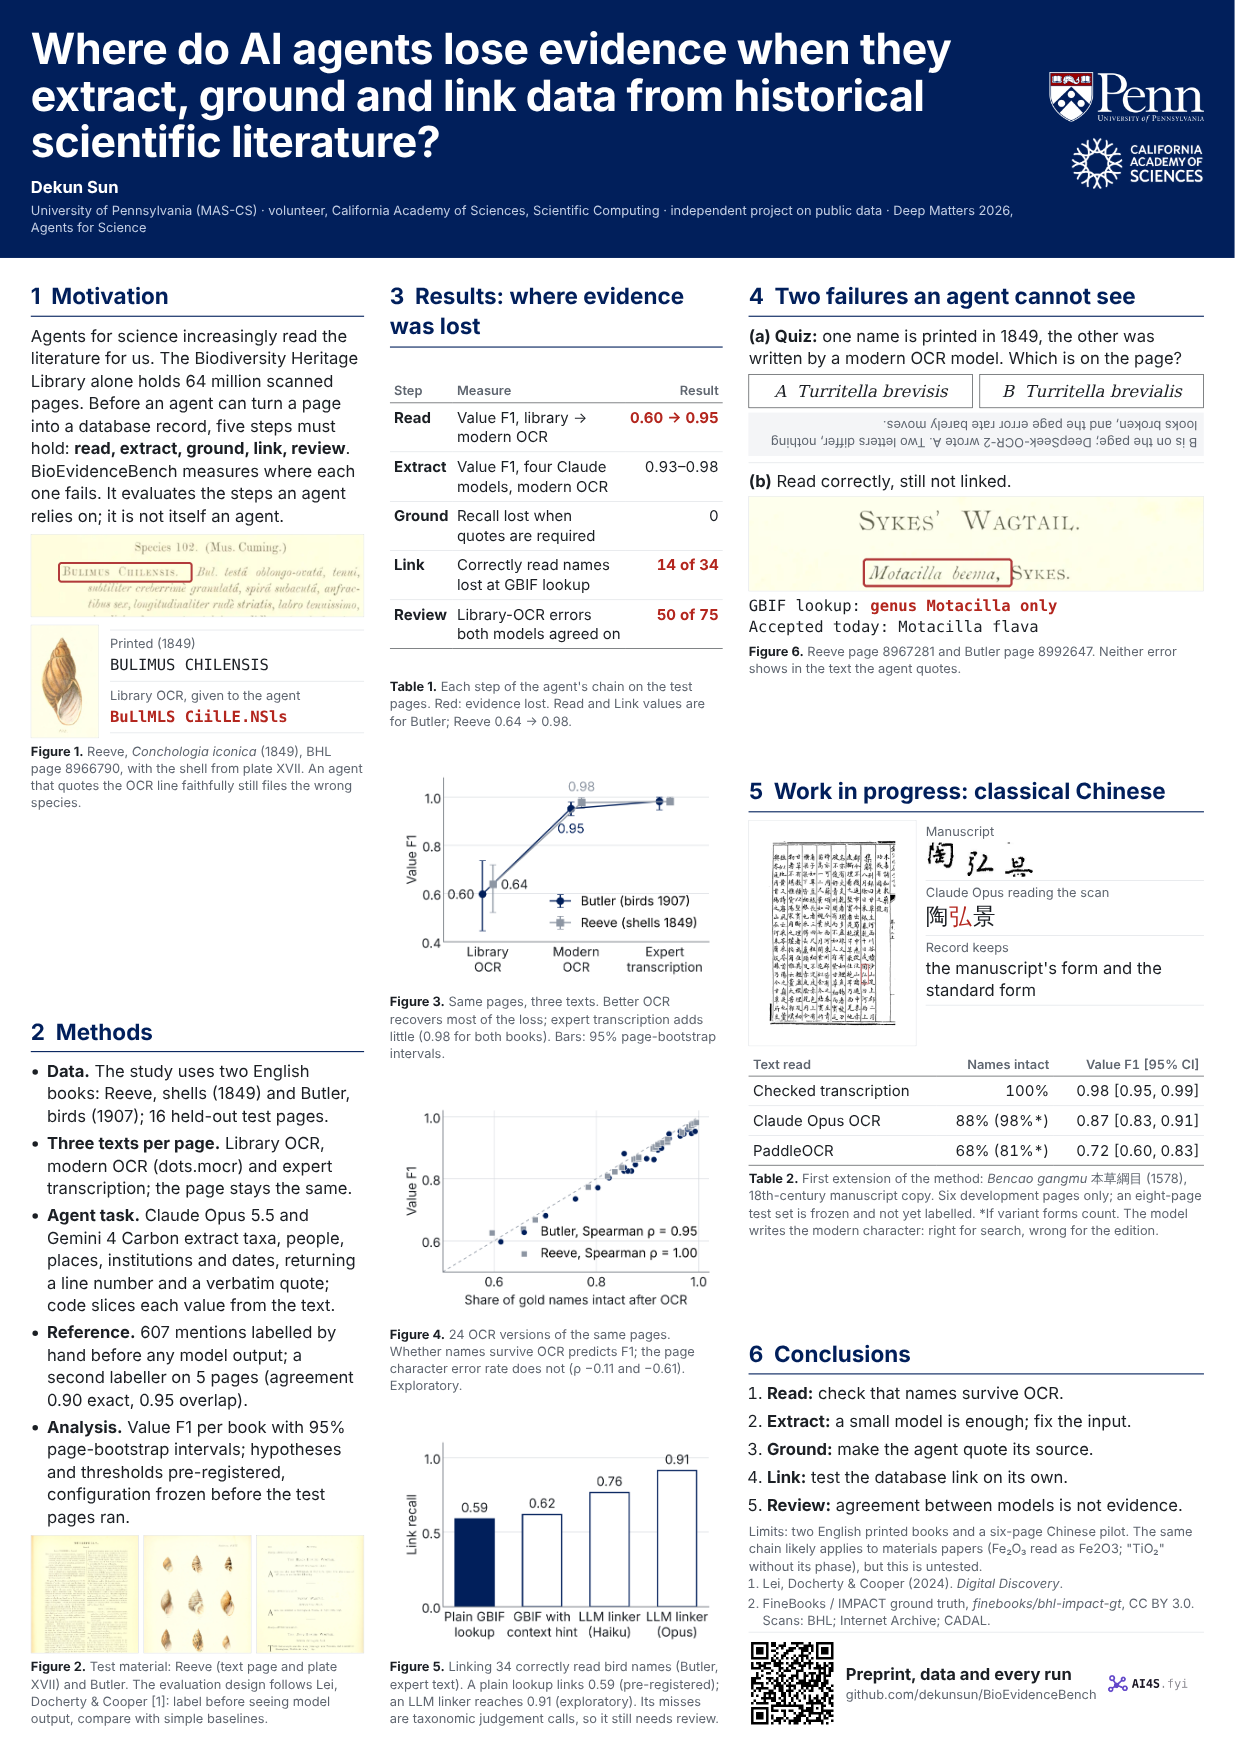 Where do AI agents lose evidence when they
extract, ground and link data from historical
scientific literature?
Dekun Sun
University of Pennsylvania (MAS-CS) · volunteer, California Academy of Sciences, Scientific Computing · independent project on public data · Deep Matters 2026,
Agents for Science
Penn
UNIVERSITY of PENNSYLVANIA
CALIFORNIA
ACADEMY OF
SCIENCES
1 Motivation
Agents for science increasingly read the
literature for us. The Biodiversity Heritage
Library alone holds 64 million scanned
pages. Before an agent can turn a page
into a database record, five steps must
hold: read, extract, ground, link, review.
BioEvidenceBench measures where each
one fails. It evaluates the steps an agent
relies on; it is not itself an agent.
Species 102. (Mus. Cuming.)
BULIMUS CHILENSIS. Bul. testâ oblongo-ovatâ, tenui,
subtiliter creberrimè granulatâ, spirâ subacutâ, anfrac-
tibus sex, longitudinaliter rudè striatis, labro tenuissimo,
Printed (1849)
BULIMUS CHILENSIS
Library OCR, given to the agent
BuLlMLS CiilLE.NSls
Figure 1. Reeve, Conchologia iconica (1849), BHL
page 8966790, with the shell from plate XVII. An agent
that quotes the OCR line faithfully still files the wrong
species.
2 Methods
• Data. The study uses two English
books: Reeve, shells (1849) and Butler,
birds (1907); 16 held-out test pages.
• Three texts per page. Library OCR,
modern OCR (dots.mocr) and expert
transcription; the page stays the same.
• Agent task. Claude Opus 5.5 and
Gemini 4 Carbon extract taxa, people,
places, institutions and dates, returning
a line number and a verbatim quote;
code slices each value from the text.
• Reference. 607 mentions labelled by
hand before any model output; a
second labeller on 5 pages (agreement
0.90 exact, 0.95 overlap).
• Analysis. Value F1 per book with 95%
page-bootstrap intervals; hypotheses
and thresholds pre-registered,
configuration frozen before the test
pages ran.
Figure 2. Test material: Reeve (text page and plate
XVII) and Butler. The evaluation design follows Lei,
Docherty & Cooper [1]: label before seeing model
output, compare with simple baselines.
3 Results: where evidence
was lost
Step Measure Result
Read Value F1, library → 0.60 → 0.95
modern OCR
Extract Value F1, four Claude 0.93–0.98
models, modern OCR
Ground Recall lost when 0
quotes are required
Link Correctly read names 14 of 34
lost at GBIF lookup
Review Library-OCR errors 50 of 75
both models agreed on
Table 1. Each step of the agent's chain on the test
pages. Red: evidence lost. Read and Link values are
for Butler; Reeve 0.64 → 0.98.
Value F1
1.0
0.8
0.6
0.4
0.98
0.95
0.60
0.64
Butler (birds 1907)
Reeve (shells 1849)
Library Modern Expert
OCR OCR transcription
Figure 3. Same pages, three texts. Better OCR
recovers most of the loss; expert transcription adds
little (0.98 for both books). Bars: 95% page-bootstrap
intervals.
Value F1
1.0
0.8
0.6
Butler, Spearman ρ = 0.95
Reeve, Spearman ρ = 1.00
0.6 0.8 1.0
Share of gold names intact after OCR
Figure 4. 24 OCR versions of the same pages.
Whether names survive OCR predicts F1; the page
character error rate does not (ρ −0.11 and −0.61).
Exploratory.
Link recall
1.0
0.5
0.0
0.59 0.62 0.76 0.91
Plain GBIF GBIF with LLM linker LLM linker
lookup context hint (Haiku) (Opus)
Figure 5. Linking 34 correctly read bird names (Butler,
expert text). A plain lookup links 0.59 (pre-registered);
an LLM linker reaches 0.91 (exploratory). Its misses
are taxonomic judgement calls, so it still needs review.
4 Two failures an agent cannot see
(a) Quiz: one name is printed in 1849, the other was
written by a modern OCR model. Which is on the page?
A Turritella brevisis
B Turritella brevialis
B is on the page; DeepSeek-OCR-2 wrote A. Two letters differ, nothing
looks broken, and the page error rate barely moves.
(b) Read correctly, still not linked.
SYKES' WAGTAIL.
Motacilla beema, SYKES.
GBIF lookup: genus Motacilla only
Accepted today: Motacilla flava
Figure 6. Reeve page 8967281 and Butler page 8992647. Neither error
shows in the text the agent quotes.
5 Work in progress: classical Chinese
Manuscript
陶弘景
Claude Opus reading the scan
陶弘景
Record keeps
the manuscript's form and the
standard form
Text read Names intact Value F1 [95% CI]
Checked transcription 100% 0.98 [0.95, 0.99]
Claude Opus OCR 88% (98%*) 0.87 [0.83, 0.91]
PaddleOCR 68% (81%*) 0.72 [0.60, 0.83]
Table 2. First extension of the method: Bencao gangmu 本草綱目 (1578),
18th-century manuscript copy. Six development pages only; an eight-page
test set is frozen and not yet labelled. *If variant forms count. The model
writes the modern character: right for search, wrong for the edition.
6 Conclusions
1. Read: check that names survive OCR.
2. Extract: a small model is enough; fix the input.
3. Ground: make the agent quote its source.
4. Link: test the database link on its own.
5. Review: agreement between models is not evidence.
Limits: two English printed books and a six-page Chinese pilot. The same
chain likely applies to materials papers (Fe₂O₃ read as Fe2O3; "TiO₂"
without its phase), but this is untested.
1. Lei, Docherty & Cooper (2024). Digital Discovery.
2. FineBooks / IMPACT ground truth, finebooks/bhl-impact-gt, CC BY 3.0.
Scans: BHL; Internet Archive; CADAL.
Preprint, data and every run
github.com/dekunsun/BioEvidenceBench
AI4S.fyi